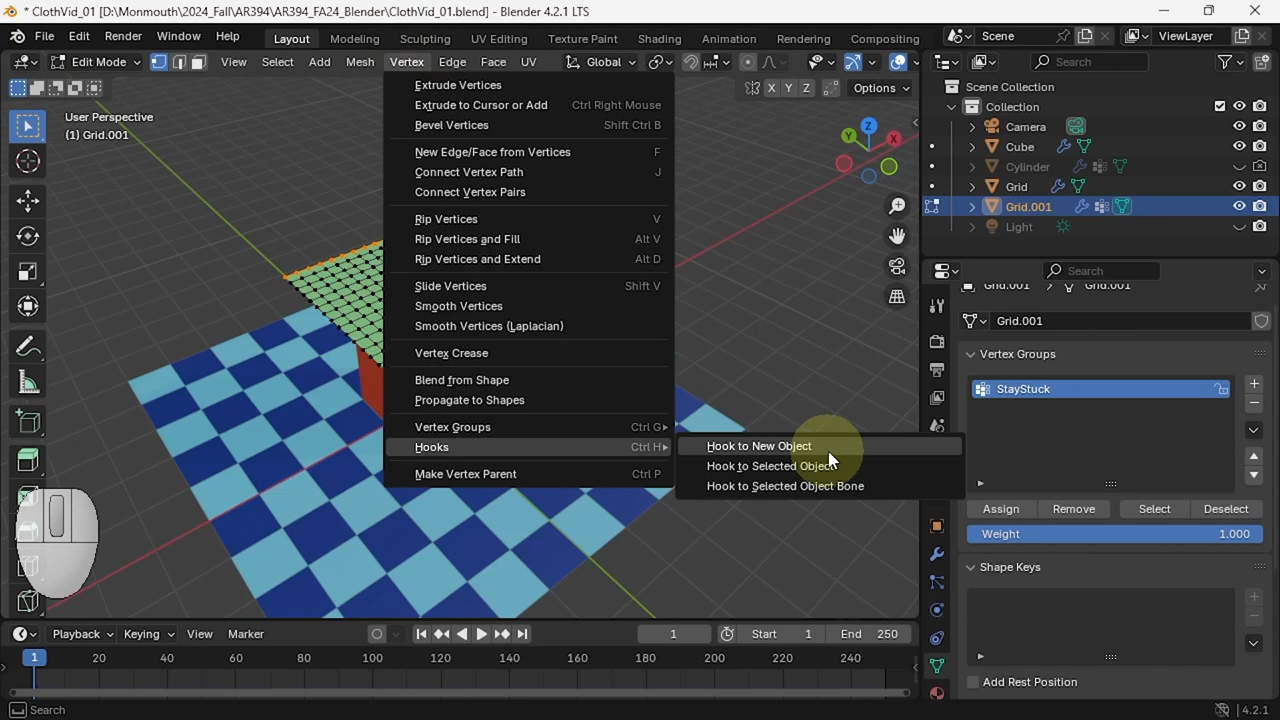 * ClothVid_01 [D:\Monmouth\2024_Fall\AR394\AR394_FA24_Blender\ClothVid_01.blend] - Blender 4.2.1 LTS
File Edit Render Window Help Layout Modeling Sculpting UV Editing Texture Paint Shading Animation Rendering Compositing Scene ViewLayer
Edit Mode View Select Add Mesh Vertex Edge Face UV Global Search
X Y Z Options
User Perspective
(1) Grid.001
Extrude Vertices
Extrude to Cursor or Add Ctrl Right Mouse
Bevel Vertices Shift Ctrl B
New Edge/Face from Vertices F
Connect Vertex Path J
Connect Vertex Pairs
Rip Vertices V
Rip Vertices and Fill Alt V
Rip Vertices and Extend Alt D
Slide Vertices Shift V
Smooth Vertices
Smooth Vertices (Laplacian)
Vertex Crease
Blend from Shape
Propagate to Shapes
Vertex Groups Ctrl G
Hooks Ctrl H
Make Vertex Parent Ctrl P
Hook to New Object
Hook to Selected Object
Hook to Selected Object Bone
Z
Y
X
Scene Collection
Collection
Camera
Cube
Cylinder
Grid
Grid.001
Light
Search
Grid.001 Grid.001
Grid.001
Vertex Groups
StayStuck
Assign Remove Select Deselect
Weight 1.000
Shape Keys
Add Rest Position
Playback Keying View Marker 1 Start 1 End 250
1 20 40 60 80 100 120 140 160 180 200 220 240
Search 4.2.1